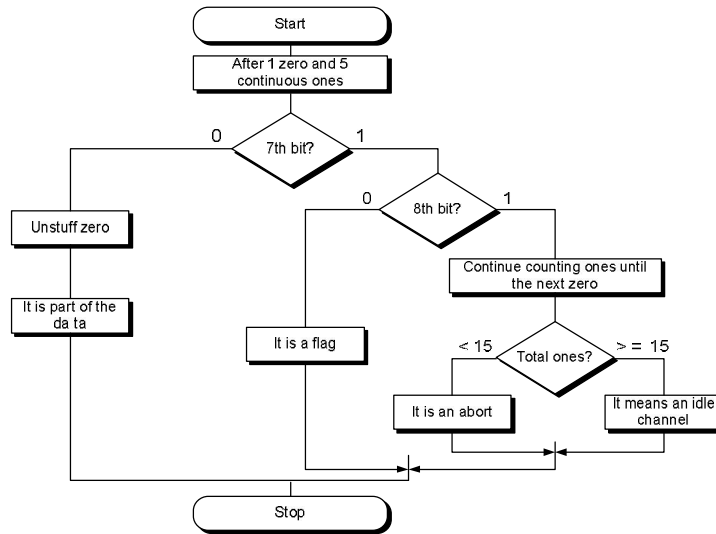 Start
After 1 zero and 5
continuous ones
0
7th bit?
1
0
8th bit?
1
Unstuff zero
Continue counting ones until
the next zero
It is part of the
da ta
It is a flag
< 15
Total ones?
> = 15
It is an abort
It means an idle
channel
Stop